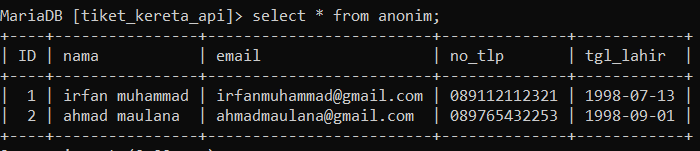 MariaDB [tiket_kereta_api]> select * from anonim;
+----+----------------+-------------------------+--------------+------------+
| ID | nama           | email                   | no_tlp       | tgl_lahir  |
+----+----------------+-------------------------+--------------+------------+
|  1 | irfan muhammad | irfanmuhammad@gmail.com | 089112112321 | 1998-07-13 |
|  2 | ahmad maulana  | ahmadmaulana@gmail.com  | 089765432253 | 1998-09-01 |
+----+----------------+-------------------------+--------------+------------+